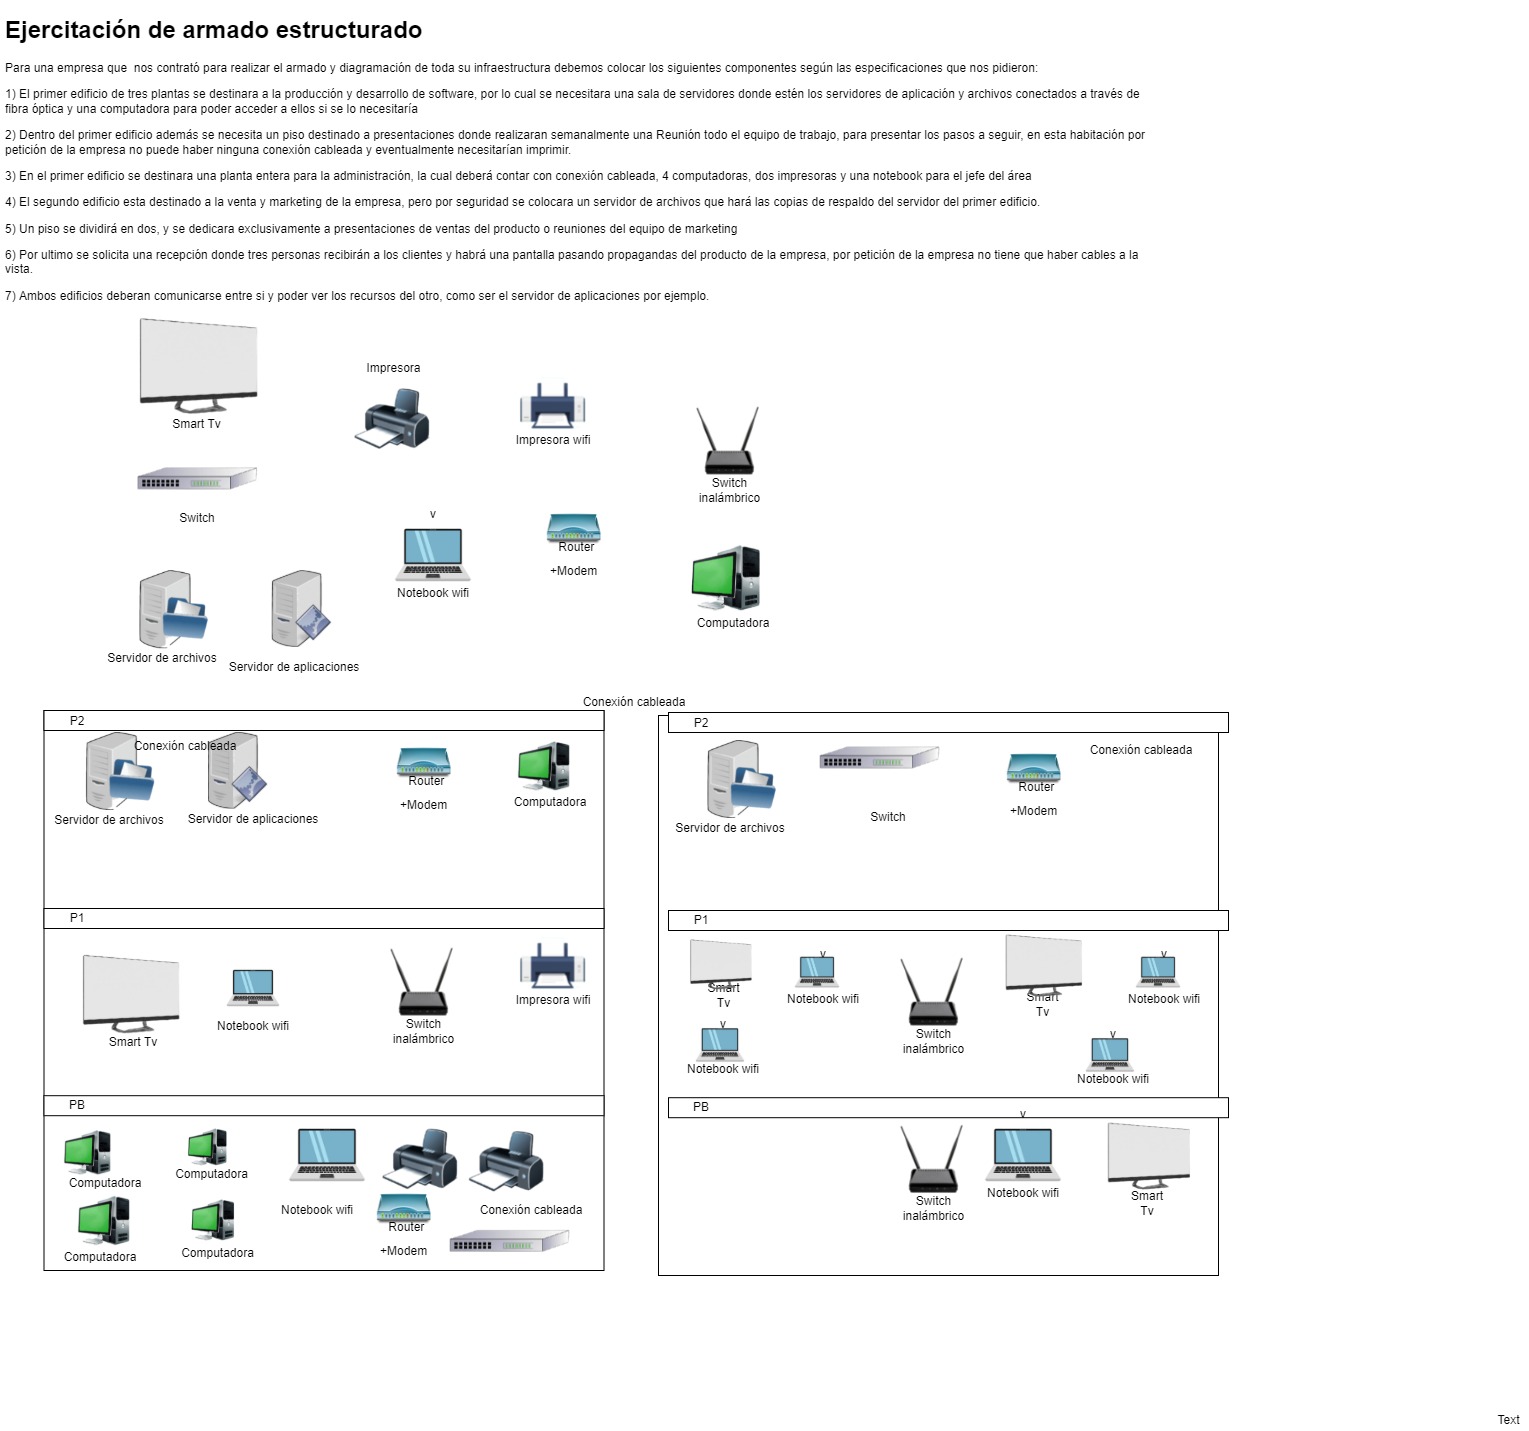 Ejercitación de armado estructurado
Para una empresa que  nos contrató para realizar el armado y diagramación de toda su infraestructura debemos colocar los siguientes componentes según las especificaciones que nos pidieron:
1) El primer edificio de tres plantas se destinara a la producción y desarrollo de software, por lo cual se necesitara una sala de servidores donde estén los servidores de aplicación y archivos conectados a través de
fibra óptica y una computadora para poder acceder a ellos si se lo necesitaría
2) Dentro del primer edificio además se necesita un piso destinado a presentaciones donde realizaran semanalmente una Reunión todo el equipo de trabajo, para presentar los pasos a seguir, en esta habitación por
petición de la empresa no puede haber ninguna conexión cableada y eventualmente necesitarían imprimir.
3) En el primer edificio se destinara una planta entera para la administración, la cual deberá contar con conexión cableada, 4 computadoras, dos impresoras y una notebook para el jefe del área
4) El segundo edificio esta destinado a la venta y marketing de la empresa, pero por seguridad se colocara un servidor de archivos que hará las copias de respaldo del servidor del primer edificio.
5) Un piso se dividirá en dos, y se dedicara exclusivamente a presentaciones de ventas del producto o reuniones del equipo de marketing
6) Por ultimo se solicita una recepción donde tres personas recibirán a los clientes y habrá una pantalla pasando propagandas del producto de la empresa, por petición de la empresa no tiene que haber cables a la
vista.
7) Ambos edificios deberan comunicarse entre si y poder ver los recursos del otro, como ser el servidor de aplicaciones por ejemplo.
Impresora
Smart Tv
Impresora wifi
Switch
inalámbrico
Switch
v
Router
+Modem
Notebook wifi
Computadora
Servidor de archivos
Servidor de aplicaciones
Conexión cableada
P2
Conexión cableada
Router
+Modem
Computadora
Servidor de archivos
Servidor de aplicaciones
P1
Smart Tv
Notebook wifi
Switch
inalámbrico
Impresora wifi
PB
Computadora
Computadora
Computadora
Computadora
Notebook wifi
Conexión cableada
Router
+Modem
P2
Conexión cableada
Servidor de archivos
Switch
Router
+Modem
P1
Smart
Tv
v
Notebook wifi
v
Notebook wifi
Switch
inalámbrico
Smart
Tv
v
Notebook wifi
v
Notebook wifi
PB
v
Switch
inalámbrico
Notebook wifi
Smart
Tv
Text